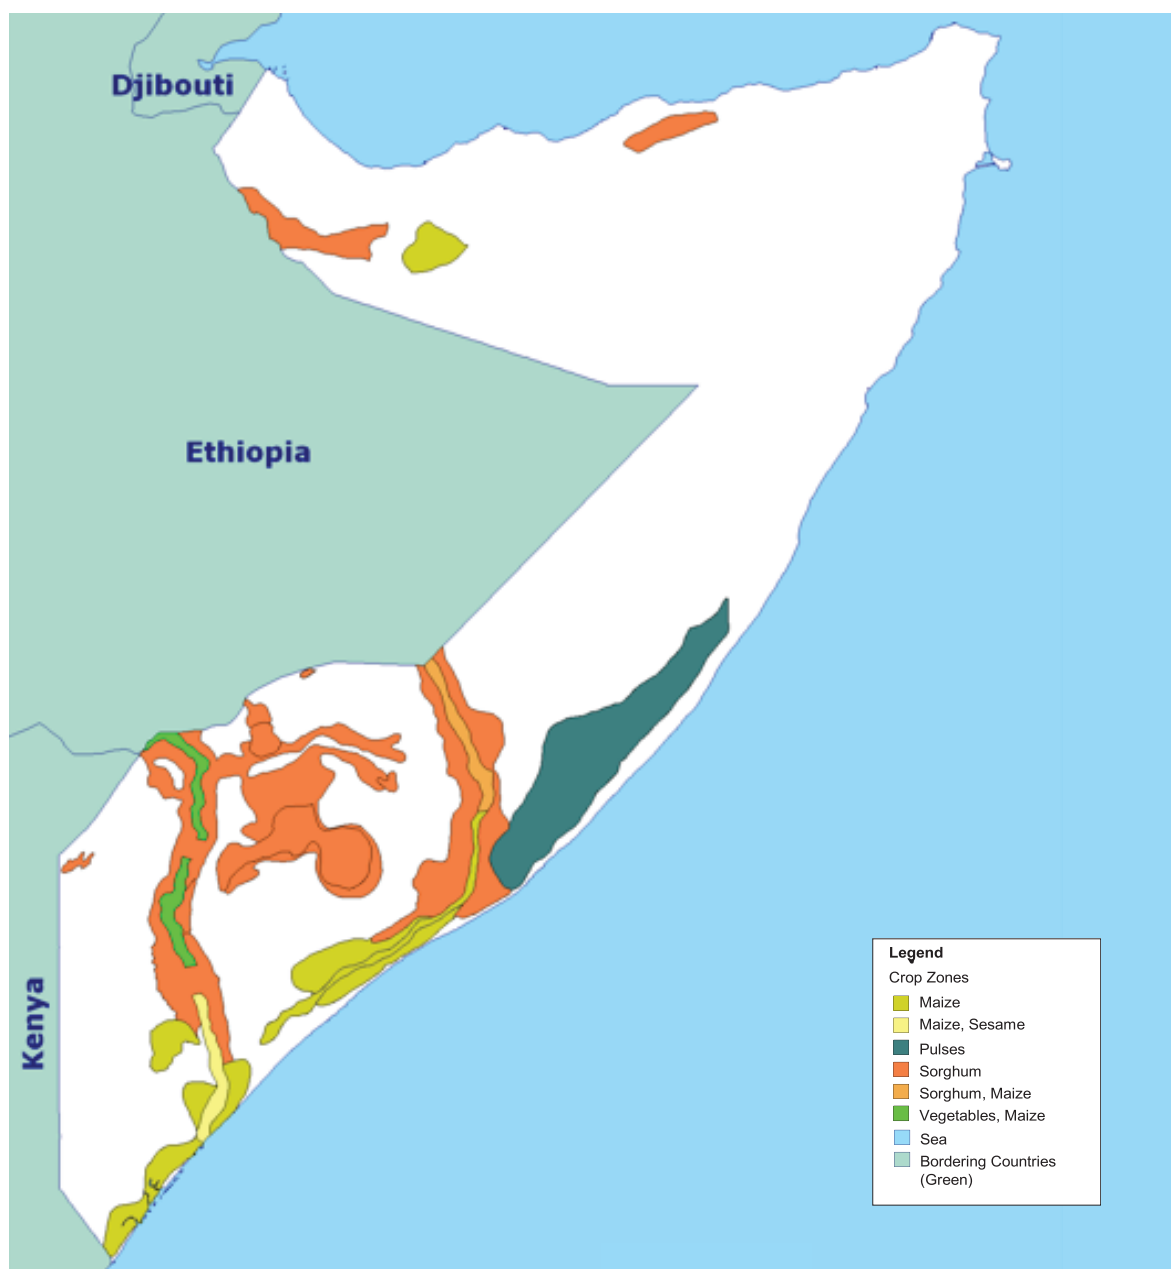 Djibouti
Ethiopia
Kenya
Legend
Crop Zones
Maize
Maize, Sesame
Pulses
Sorghum
Sorghum, Maize
Vegetables, Maize
Sea
Bordering Countries
(Green)